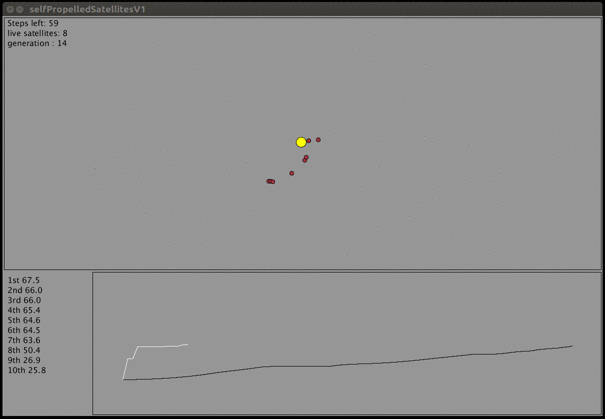 selfPropelledSatellitesV1
Steps left: 59
live satellites: 8
generation : 14
1st 67.5
2nd 66.0
3rd 66.0
4th 65.4
5th 64.6
6th 64.5
7th 63.6
8th 50.4
9th 26.9
10th 25.8